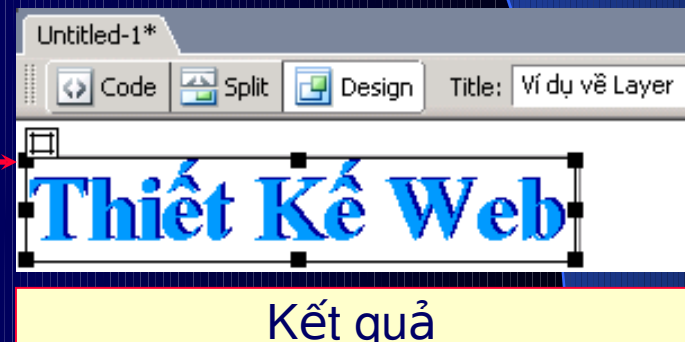 Untitled-1*
Code Split Design Title: Ví dụ về Layer
Thiết Kế Web
Kết quả